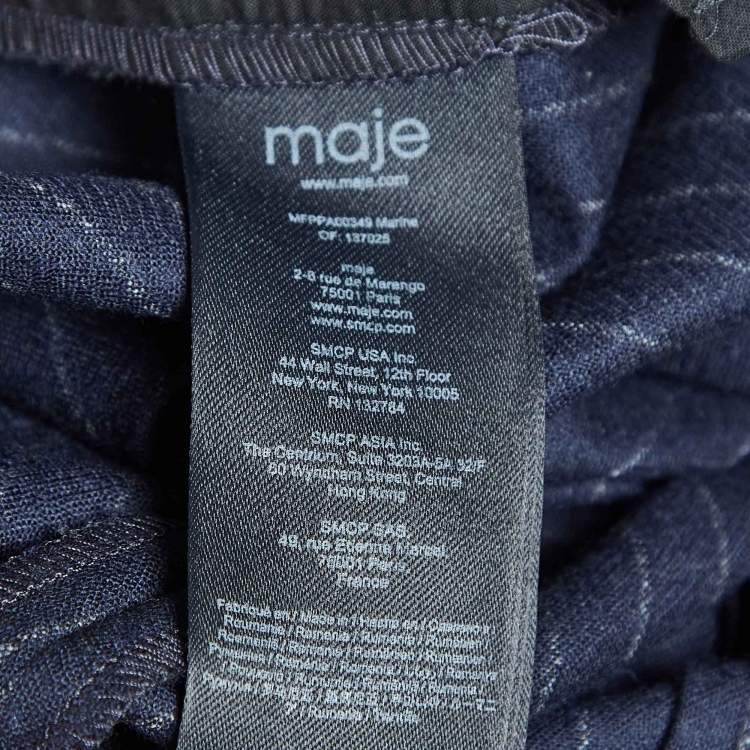 maje
www.maje.com
MFPPA00349 Marine
OF: 137025
maje
2-6 rue de Marengo
75001 Paris
www.maje.com
www.smcp.com
SMCP USA Inc
44 Wall Street, 12th Floor
New York, New York 10005
RN 132784
SMCP ASIA Inc
The Centrium, Suite 3203A-5A 32/F
60 Wyndham Street, Central
Hong Kong
SMCP SAS,
49, rue Etienne Marcel,
75001 Paris
France
Fabriqué en / Made in / Hecho en /
Roumanie / Romania / Rumania /